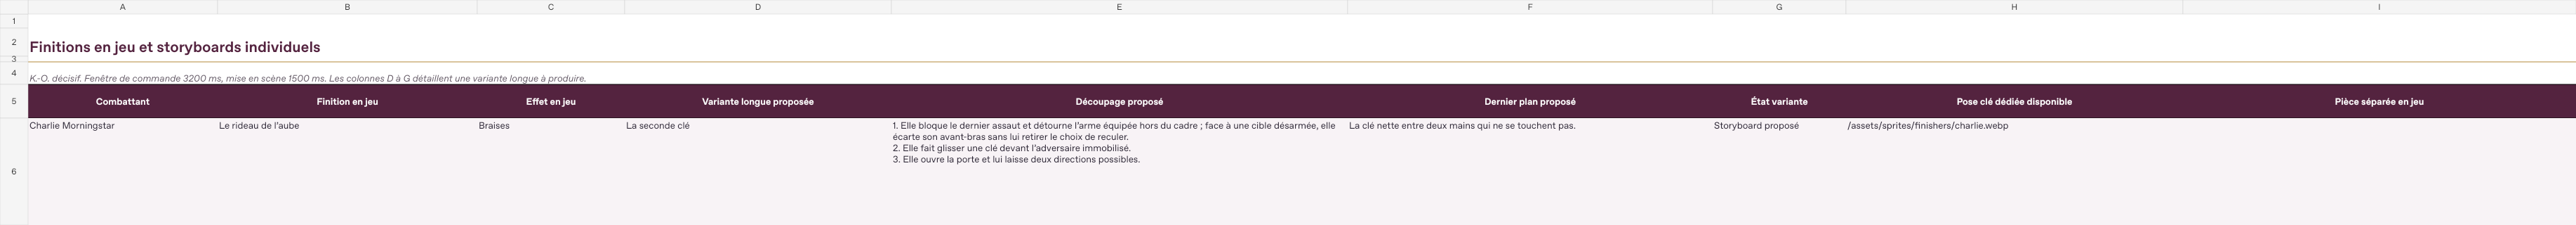 A B C D E F G H I
1
2 Finitions en jeu et storyboards individuels
3
4 K.-O. décisif. Fenêtre de commande 3200 ms, mise en scène 1500 ms. Les colonnes D à G détaillent une variante longue à produire.
5 Combattant Finition en jeu Effet en jeu Variante longue proposée Découpage proposé Dernier plan proposé État variante Pose clé dédiée disponible Pièce séparée en jeu
Charlie Morningstar Le rideau de l'aube Braises La seconde clé 1. Elle bloque le dernier assaut et détourne l'arme équipée hors du cadre ; face à une cible désarmée, elle La clé nette entre deux mains qui ne se touchent pas. Storyboard proposé /assets/sprites/finishers/charlie.webp
écarte son avant-bras sans lui retirer le choix de reculer.
2. Elle fait glisser une clé devant l'adversaire immobilisé.
3. Elle ouvre la porte et lui laisse deux directions possibles.
6